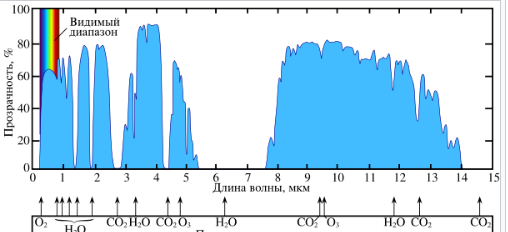 100
80
60
40
20
0
Прозрачность, %
Видимый
диапазон
0 1 2 3 4 5 6 7 8 9 10 11 12 13 14 15
Длина волны, мкм
O₂ H₂O CO₂ H₂O CO₂ O₃ H₂O CO₂ O₃ H₂O CO₂ CO₂